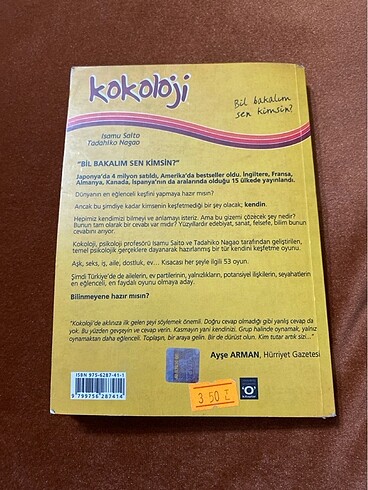 kokoloji
Bil bakalım
sen kimsin?
Isamu Saito
Tadahiko Nagao
"BİL BAKALIM SEN KİMSİN?"
Japonya'da 4 milyon satıldı, Amerika'da bestseller oldu. İngiltere, Fransa,
Almanya, Kanada, İspanya'nın da aralarında olduğu 15 ülkede yayınlandı.
Dünyanın en eğlenceli keşfini yapmaya hazır mısın?
Ancak bu şimdiye kadar kimsenin keşfetmediği bir şey olacak; kendin.
Hepimiz kendimizi bilmeyi ve anlamayı isteriz. Ama bu gizemi çözecek şey nedir?
Bunun tam olarak bir cevabı var mıdır? Yüzyıllardır edebiyat, sanat, felsefe, bilim bunun
cevabını arıyor.
Kokoloji, psikoloji profesörü Isamu Saito ve Tadahiko Nagao tarafından geliştirilen,
temel psikolojik gerçeklere dayanarak hazırlanmış bir tür kendini keşfetme oyunu.
Aşk, seks, iş, aile, dostluk, ev... Kısacası her şeyle ilgili 53 oyun.
Şimdi Türkiye'de de ailelerin, ev partilerinin, yalnızlıkların, potansiyel ilişkilerin, seyahatlerin
en eğlenceli, en faydalı oyunu olmaya aday.
Bilinmeyene hazır mısın?
"Kokoloji'de aklınıza ilk gelen şeyi söylemek önemli. Doğru cevap olmadığı gibi yanlış cevap da
yok. Bu yüzden gevşeyin ve cevap verin. Kasmayın yani kendinizi. Grup halinde oynamak, yalnız
oynamaktan daha eğlenceli. Toplaşın, bir araya gelin. Bir de dürüst olun. Kim tutar artık sizi..."
Ayşe ARMAN, Hürriyet Gazetesi
ISBN 975-6287-41-1
9 799756 287414
3 50